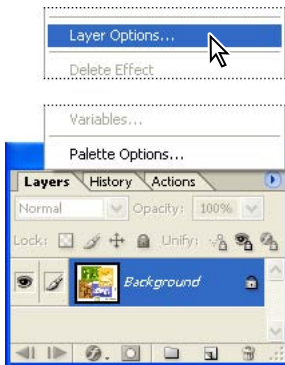 Layer Options...
Delete Effect
Variables...
Palette Options...
Layers History Actions
Normal Opacity: 100%
Lock: Unify:
Background